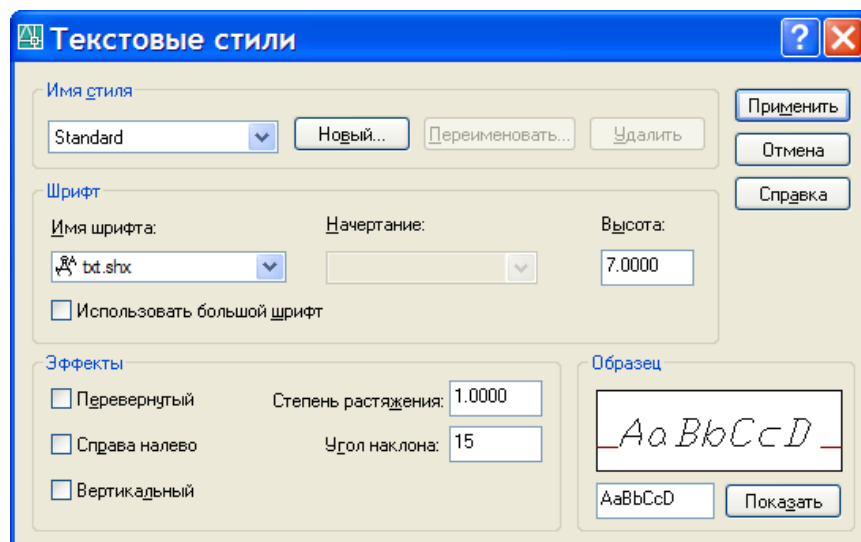 Текстовые стили
Имя стиля
Standard Новый... Переименовать... Удалить
Применить
Отмена
Справка
Шрифт
Имя шрифта: Начертание: Высота:
txt.shx 7.0000
Использовать большой шрифт
Эффекты
Перевернутый Степень растяжения: 1.0000
Справа налево Угол наклона: 15
Вертикальный
Образец
AaBbCcD
AaBbCcD Показать